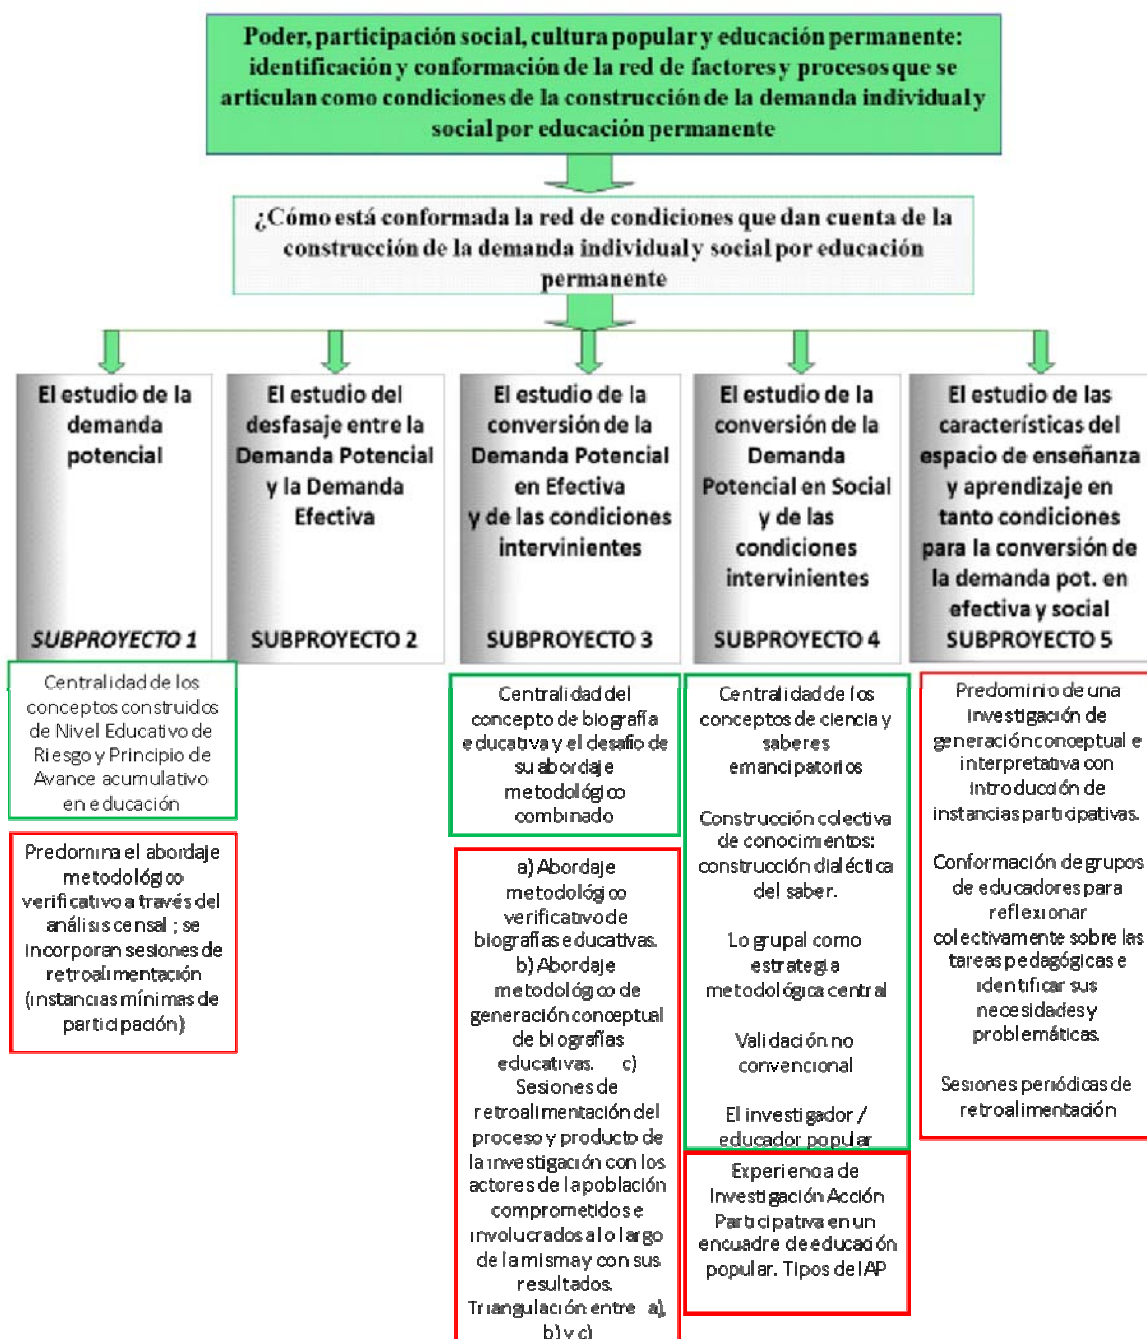 Poder, participación social, cultura popular y educación permanente:
identificación y conformación de la red de factores y procesos que se
articulan como condiciones de la construcción de la demanda individual y
social por educación permanente
¿Cómo está conformada la red de condiciones que dan cuenta de la
construcción de la demanda individual y social por educación
permanente
El estudio de la
demanda
potencial
SUBPROYECTO 1
El estudio del
desfasaje entre la
Demanda Potencial
y la Demanda
Efectiva
SUBPROYECTO 2
El estudio de la
conversión de la
Demanda Potencial
en Efectiva
y de las condiciones
intervinientes
SUBPROYECTO 3
El estudio de la
conversión de la
Demanda
Potencial en Social
y de las
condiciones
intervinientes
SUBPROYECTO 4
El estudio de las
características del
espacio de enseñanza
y aprendizaje en
tanto condiciones
para la conversión de
la demanda pot. en
efectiva y social
SUBPROYECTO 5
Centralidad de los
conceptos construidos
de Nivel Educativo de
Riesgo y Principio de
Avance acumulativo
en educación
Predomina el abordaje
metodológico
verificativo a través del
análisis censal ; se
incorporan sesiones de
retroalimentación
(instancias mínimas de
participación)
Centralidad del
concepto de biografía
educativa y el desafío de
su abordaje
metodológico
combinado
a) Abordaje
metodológico
verificativo de
biografías educativas.
b) Abordaje
metodológico de
generación conceptual
de biografías
educativas. c)
Sesiones de
retroalimentación del
proceso y producto de
la investigación con los
actores de la población
comprometidos e
involucrados a lo largo
de la misma y con sus
resultados.
Triangulación entre a),
b) y c)
Centralidad de los
conceptos de ciencia y
saberes
emancipatorios
Construcción colectiva
de conocimientos:
construcción dialéctica
del saber.
Lo grupal como
estrategia
metodológica central
Validación no
convencional
El investigador /
educador popular
Experiencia de
Investigación Acción
Participativa en un
encuadre de educación
popular. Tipos de IAP
Predominio de una
investigación de
generación conceptual e
interpretativa con
introducción de
instancias participativas.
Conformación de grupos
de educadores para
reflexionar
colectivamente sobre las
tareas pedagógicas e
identificar sus
necesidades y
problemáticas.
Sesiones periódicas de
retroalimentación